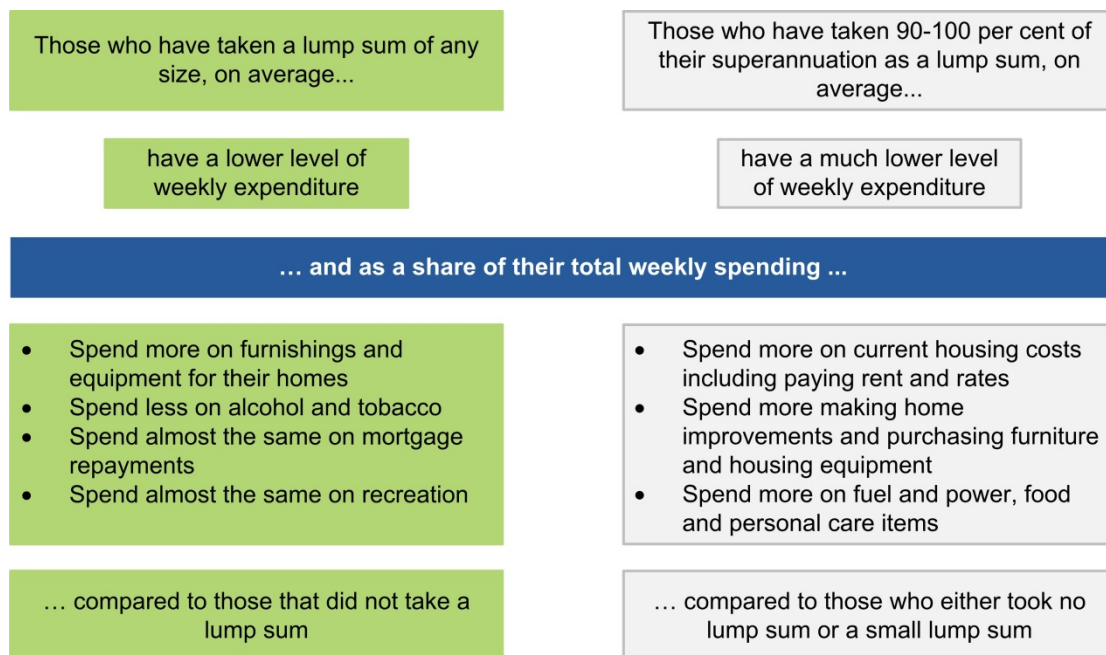 Those who have taken a lump sum of any
size, on average...
Those who have taken 90-100 per cent of
their superannuation as a lump sum, on
average...
have a lower level of
weekly expenditure
have a much lower level
of weekly expenditure
… and as a share of their total weekly spending ...
• Spend more on furnishings and
equipment for their homes
• Spend less on alcohol and tobacco
• Spend almost the same on mortgage
repayments
• Spend almost the same on recreation
• Spend more on current housing costs
including paying rent and rates
• Spend more making home
improvements and purchasing furniture
and housing equipment
• Spend more on fuel and power, food
and personal care items
… compared to those that did not take a
lump sum
… compared to those who either took no
lump sum or a small lump sum